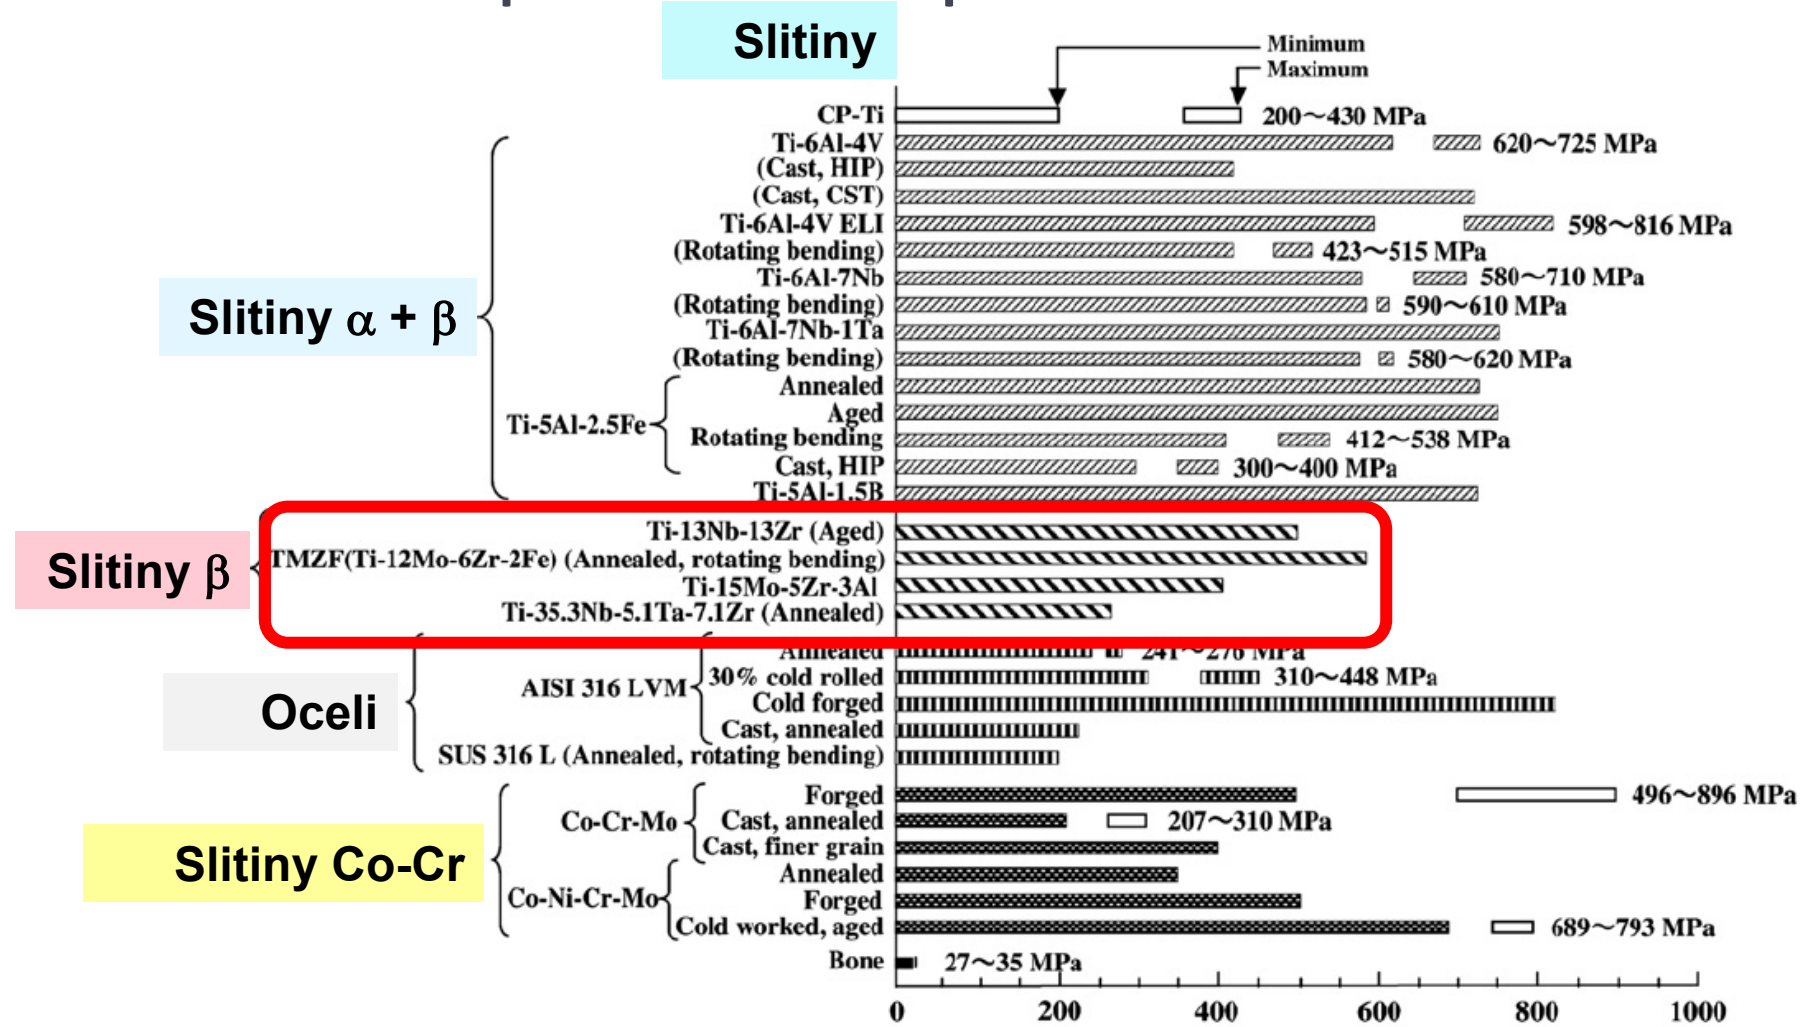 Slitiny
Minimum
Maximum
CP-Ti 200～430 MPa
Ti-6Al-4V 620～725 MPa
(Cast, HIP)
(Cast, CST)
Ti-6Al-4V ELI 598～816 MPa
(Rotating bending) 423～515 MPa
Ti-6Al-7Nb 580～710 MPa
Slitiny α + β
(Rotating bending) 590～610 MPa
Ti-6Al-7Nb-1Ta
(Rotating bending) 580～620 MPa
Annealed
Aged
Ti-5Al-2.5Fe
Rotating bending 412～538 MPa
Cast, HIP 300～400 MPa
Ti-5Al-1.5B
Ti-13Nb-13Zr (Aged)
Slitiny β
TMZF(Ti-12Mo-6Zr-2Fe) (Annealed, rotating bending)
Ti-15Mo-5Zr-3Al
Ti-35.3Nb-5.1Ta-7.1Zr (Annealed)
Annealed 241～276 MPa
AISI 316 LVM
30% cold rolled 310～448 MPa
Oceli
Cold forged
Cast, annealed
SUS 316 L (Annealed, rotating bending)
Forged 496～896 MPa
Co-Cr-Mo
Cast, annealed 207～310 MPa
Cast, finer grain
Slitiny Co-Cr
Annealed
Co-Ni-Cr-Mo
Forged
Cold worked, aged 689～793 MPa
Bone 27～35 MPa
0 200 400 600 800 1000